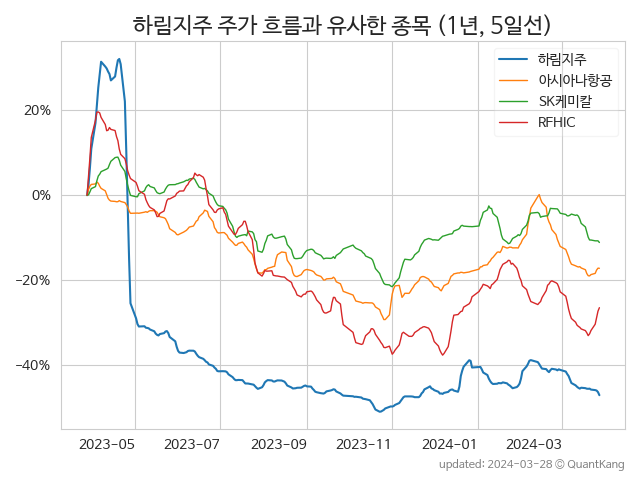 하림지주 주가 흐름과 유사한 종목 (1년, 5일선)
하림지주
아시아나항공
SK케미칼
RFHIC
20%
0%
−20%
−40%
2023-05 2023-07 2023-09 2023-11 2024-01 2024-03
updated: 2024-03-28 © QuantKang